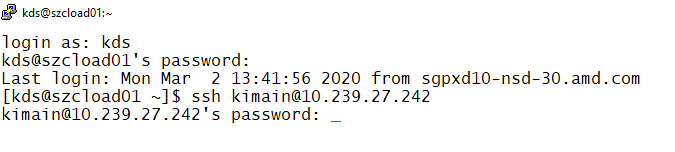 kds@szcload01:~
login as: kds
kds@szcload01's password:
Last login: Mon Mar  2 13:41:56 2020 from sgpxd10-nsd-30.amd.com
[kds@szcload01 ~]$ ssh kimain@10.239.27.242
kimain@10.239.27.242's password: _